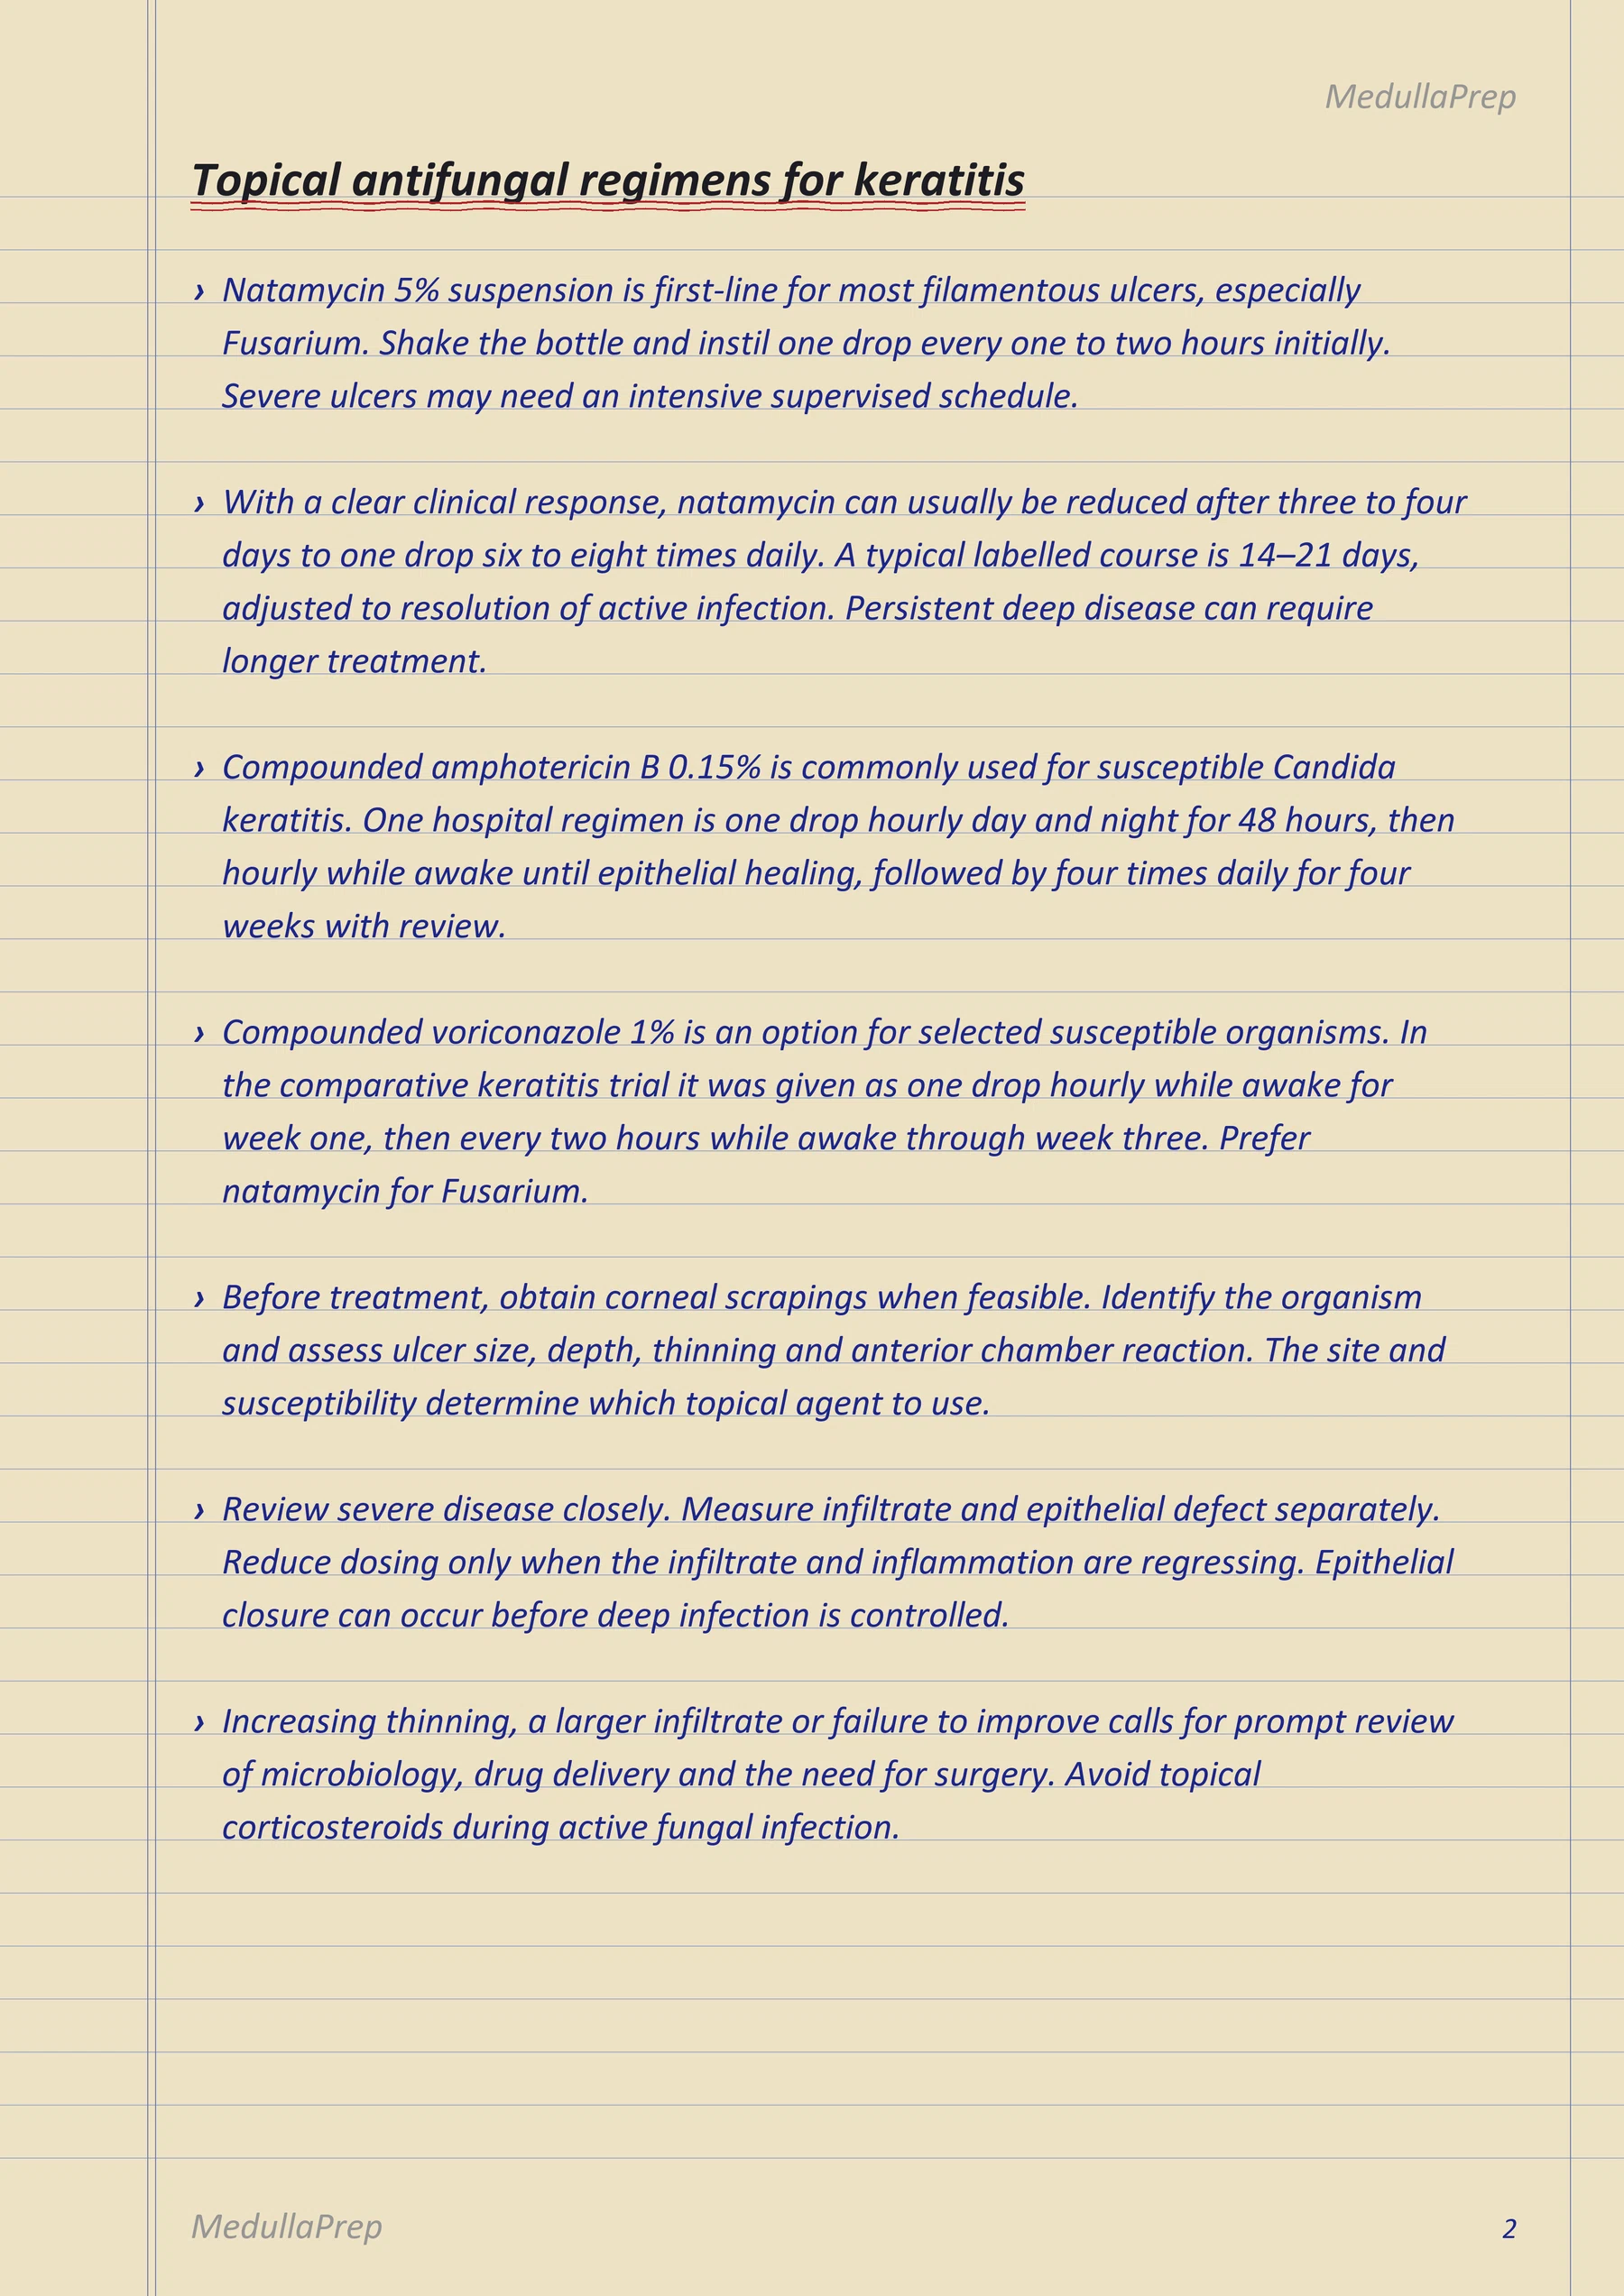 MedullaPrep
Topical antifungal regimens for keratitis
› Natamycin 5% suspension is first-line for most filamentous ulcers, especially
Fusarium. Shake the bottle and instil one drop every one to two hours initially.
Severe ulcers may need an intensive supervised schedule.
› With a clear clinical response, natamycin can usually be reduced after three to four
days to one drop six to eight times daily. A typical labelled course is 14–21 days,
adjusted to resolution of active infection. Persistent deep disease can require
longer treatment.
› Compounded amphotericin B 0.15% is commonly used for susceptible Candida
keratitis. One hospital regimen is one drop hourly day and night for 48 hours, then
hourly while awake until epithelial healing, followed by four times daily for four
weeks with review.
› Compounded voriconazole 1% is an option for selected susceptible organisms. In
the comparative keratitis trial it was given as one drop hourly while awake for
week one, then every two hours while awake through week three. Prefer
natamycin for Fusarium.
› Before treatment, obtain corneal scrapings when feasible. Identify the organism
and assess ulcer size, depth, thinning and anterior chamber reaction. The site and
susceptibility determine which topical agent to use.
› Review severe disease closely. Measure infiltrate and epithelial defect separately.
Reduce dosing only when the infiltrate and inflammation are regressing. Epithelial
closure can occur before deep infection is controlled.
› Increasing thinning, a larger infiltrate or failure to improve calls for prompt review
of microbiology, drug delivery and the need for surgery. Avoid topical
corticosteroids during active fungal infection.
MedullaPrep
2